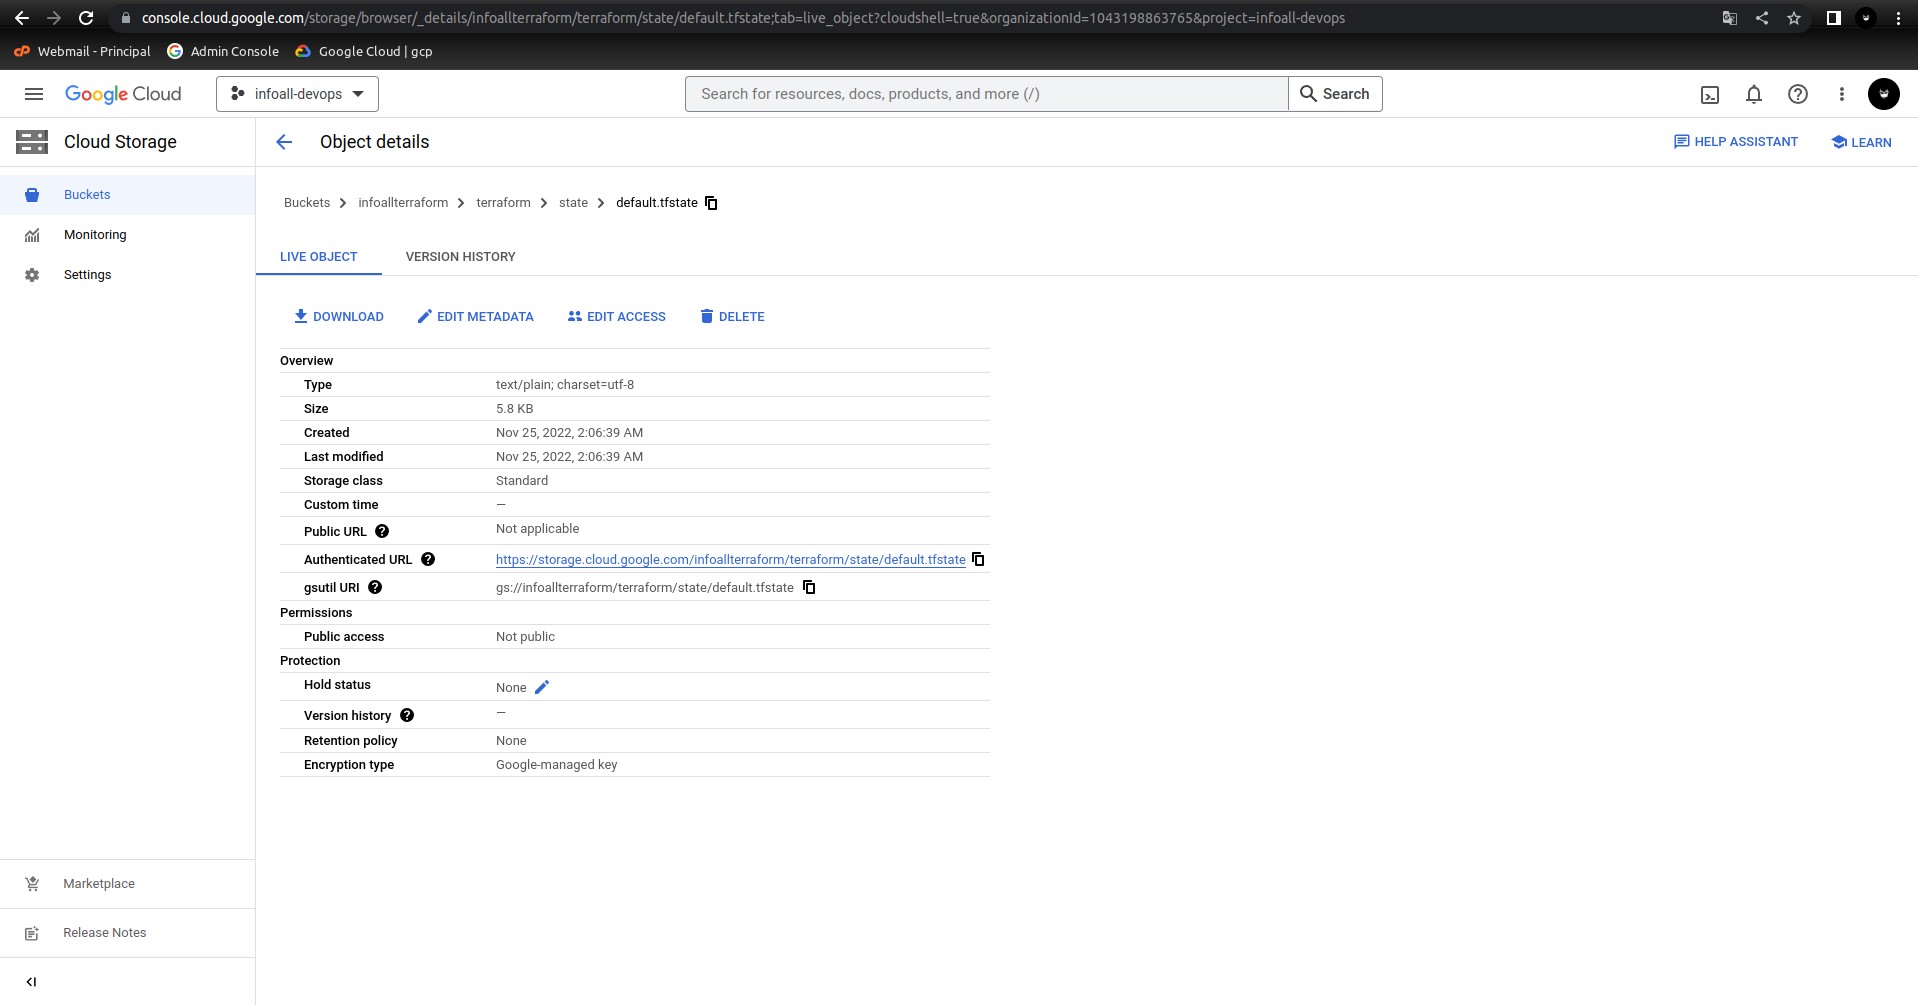 console.cloud.google.com/storage/browser/_details/infoallterraform/terraform/state/default.tfstate;tab=live_object?cloudshell=true&organizationId=1043198863765&project=infoall-devops
Webmail - Principal Admin Console Google Cloud | gcp
Google Cloud infoall-devops Search for resources, docs, products, and more (/) Search
Cloud Storage Object details HELP ASSISTANT LEARN
Buckets
Monitoring
Settings
Buckets infoallterraform terraform state default.tfstate
LIVE OBJECT VERSION HISTORY
DOWNLOAD EDIT METADATA EDIT ACCESS DELETE
Overview
Type text/plain; charset=utf-8
Size 5.8 KB
Created Nov 25, 2022, 2:06:39 AM
Last modified Nov 25, 2022, 2:06:39 AM
Storage class Standard
Custom time —
Public URL Not applicable
Authenticated URL https://storage.cloud.google.com/infoallterraform/terraform/state/default.tfstate
gsutil URI gs://infoallterraform/terraform/state/default.tfstate
Permissions
Public access Not public
Protection
Hold status None
Version history —
Retention policy None
Encryption type Google-managed key
Marketplace
Release Notes